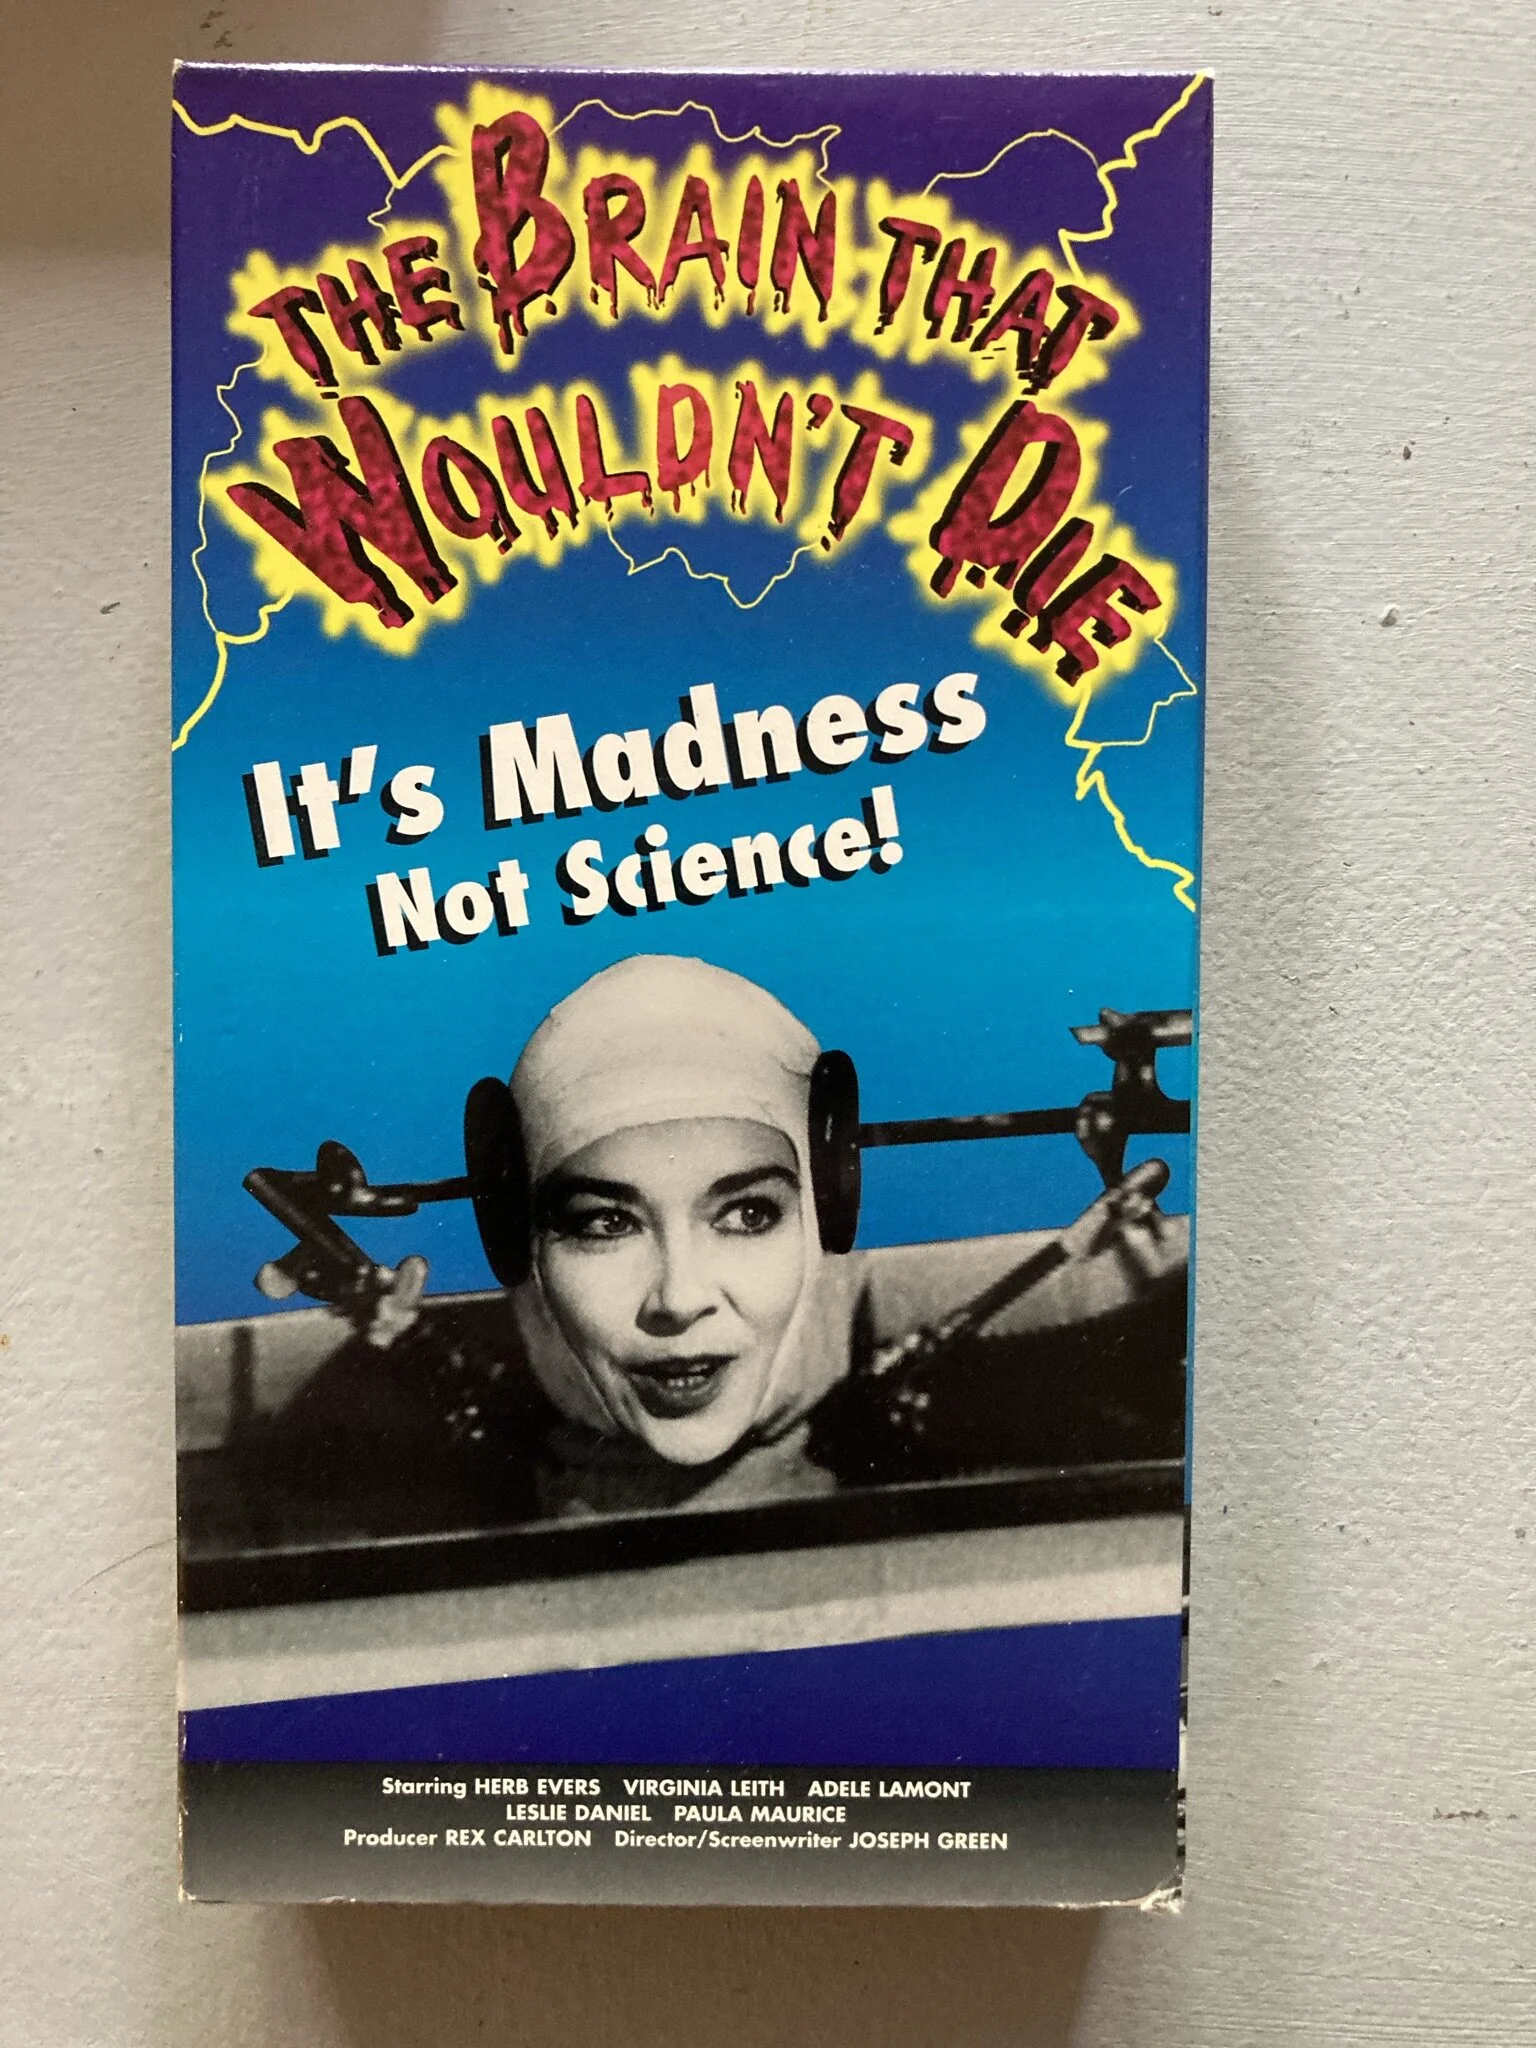 THE BRAIN THAT
WOULDN'T DIE
It's Madness
Not Science!
Starring HERB EVERS VIRGINIA LEITH ADELE LAMONT
LESLIE DANIEL PAULA MAURICE
Producer REX CARLTON Director/Screenwriter JOSEPH GREEN